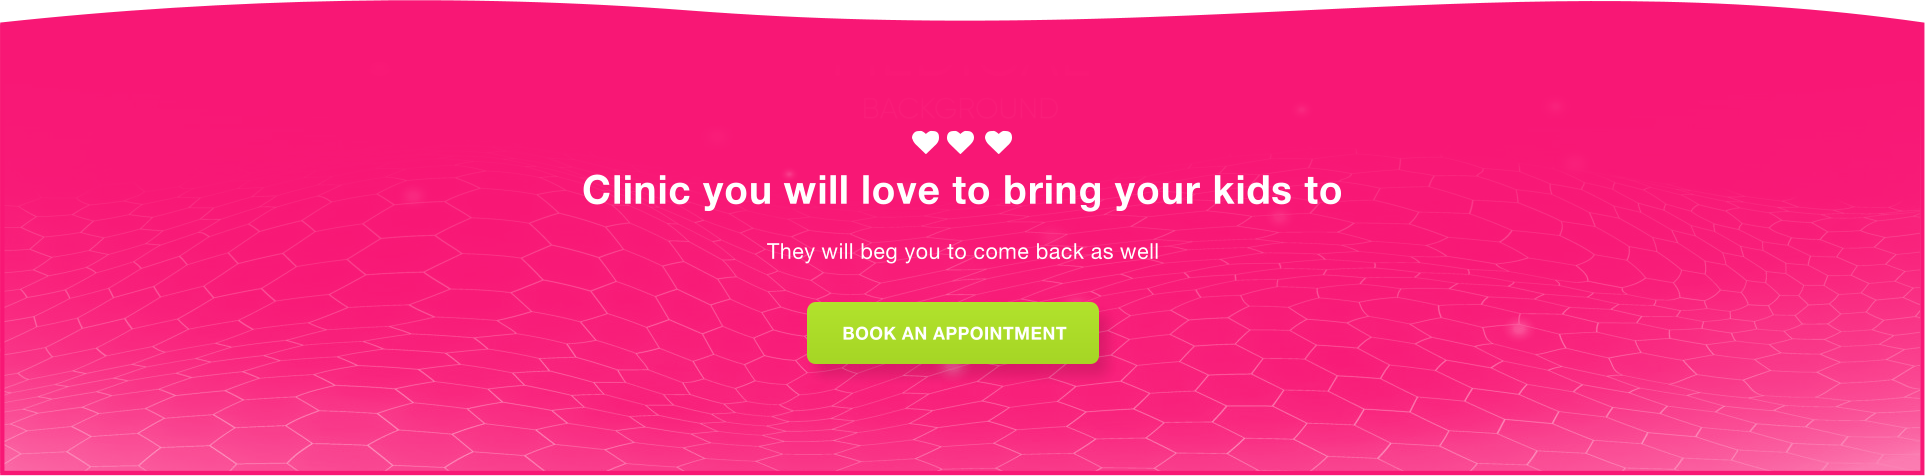 BACKGROUND
Clinic you will love to bring your kids to
They will beg you to come back as well
BOOK AN APPOINTMENT